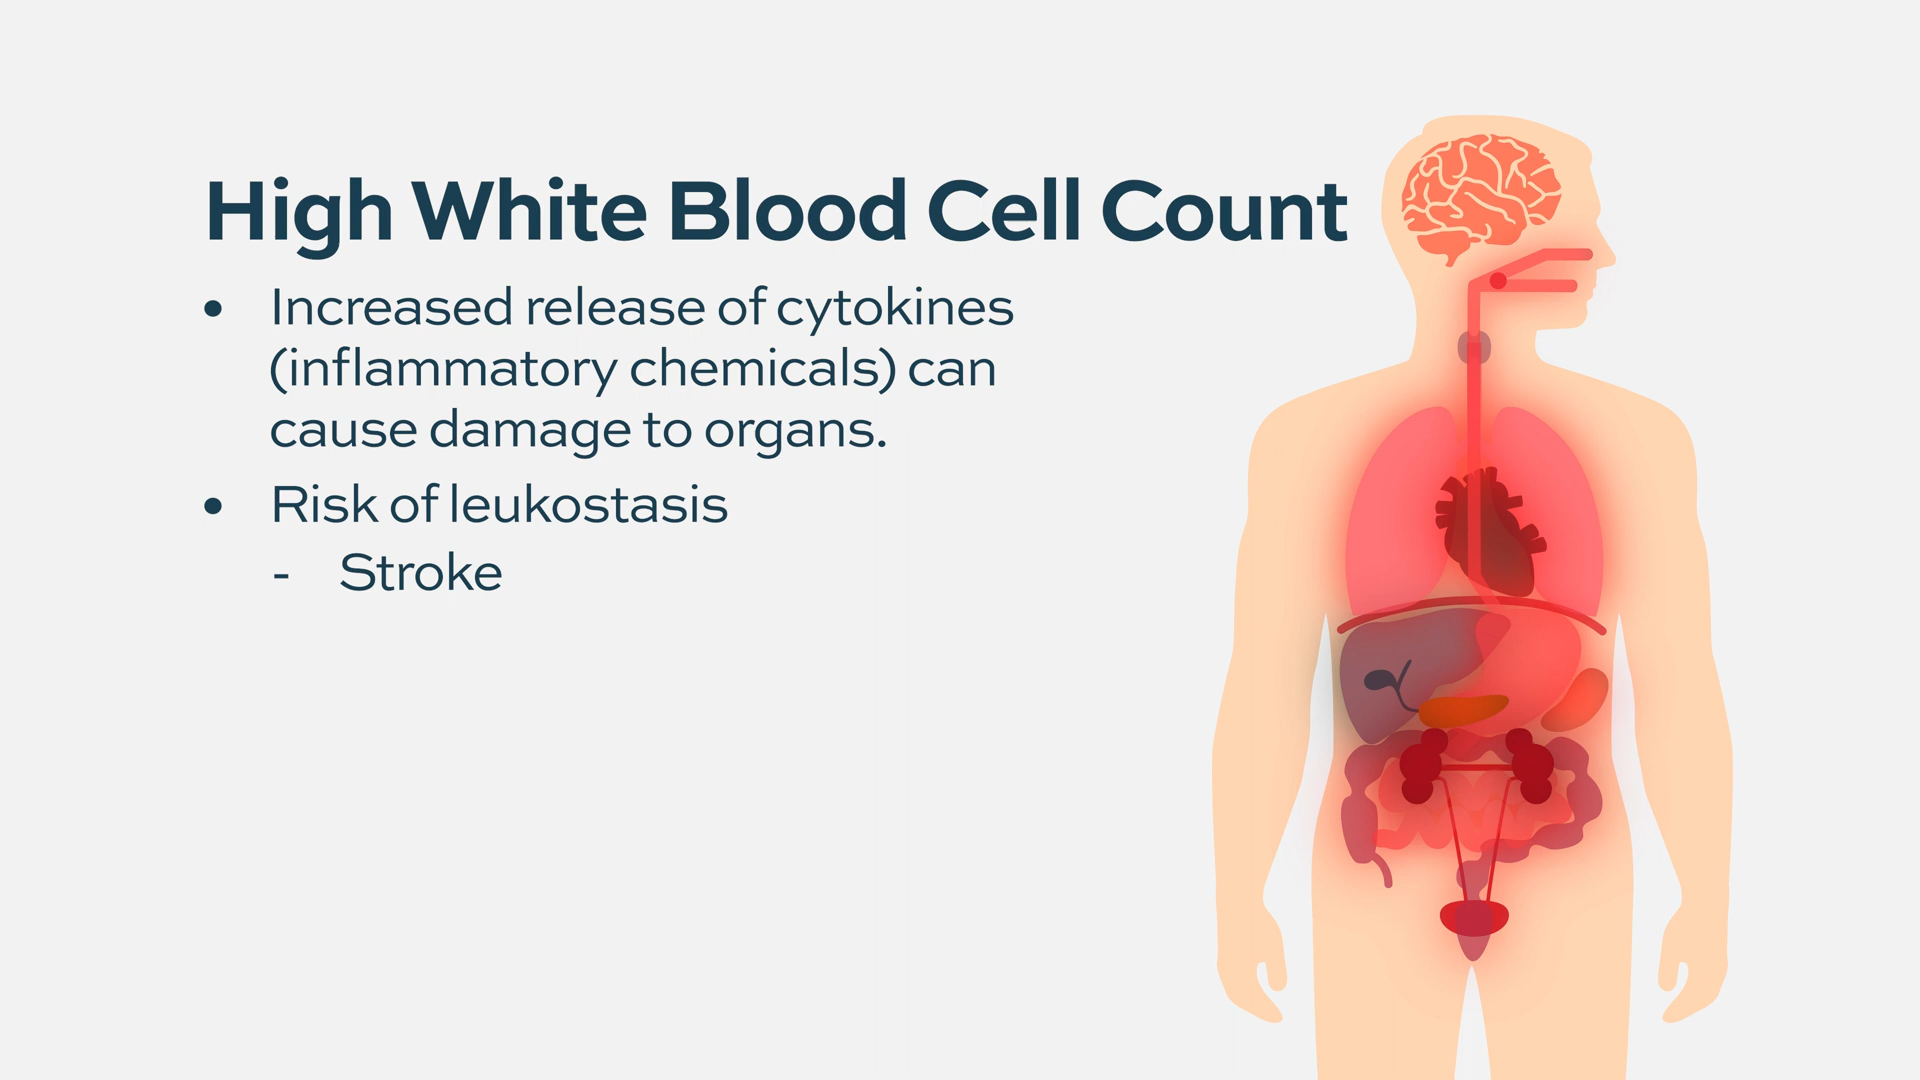 High White Blood Cell Count
• Increased release of cytokines
(inflammatory chemicals) can
cause damage to organs.
• Risk of leukostasis
- Stroke